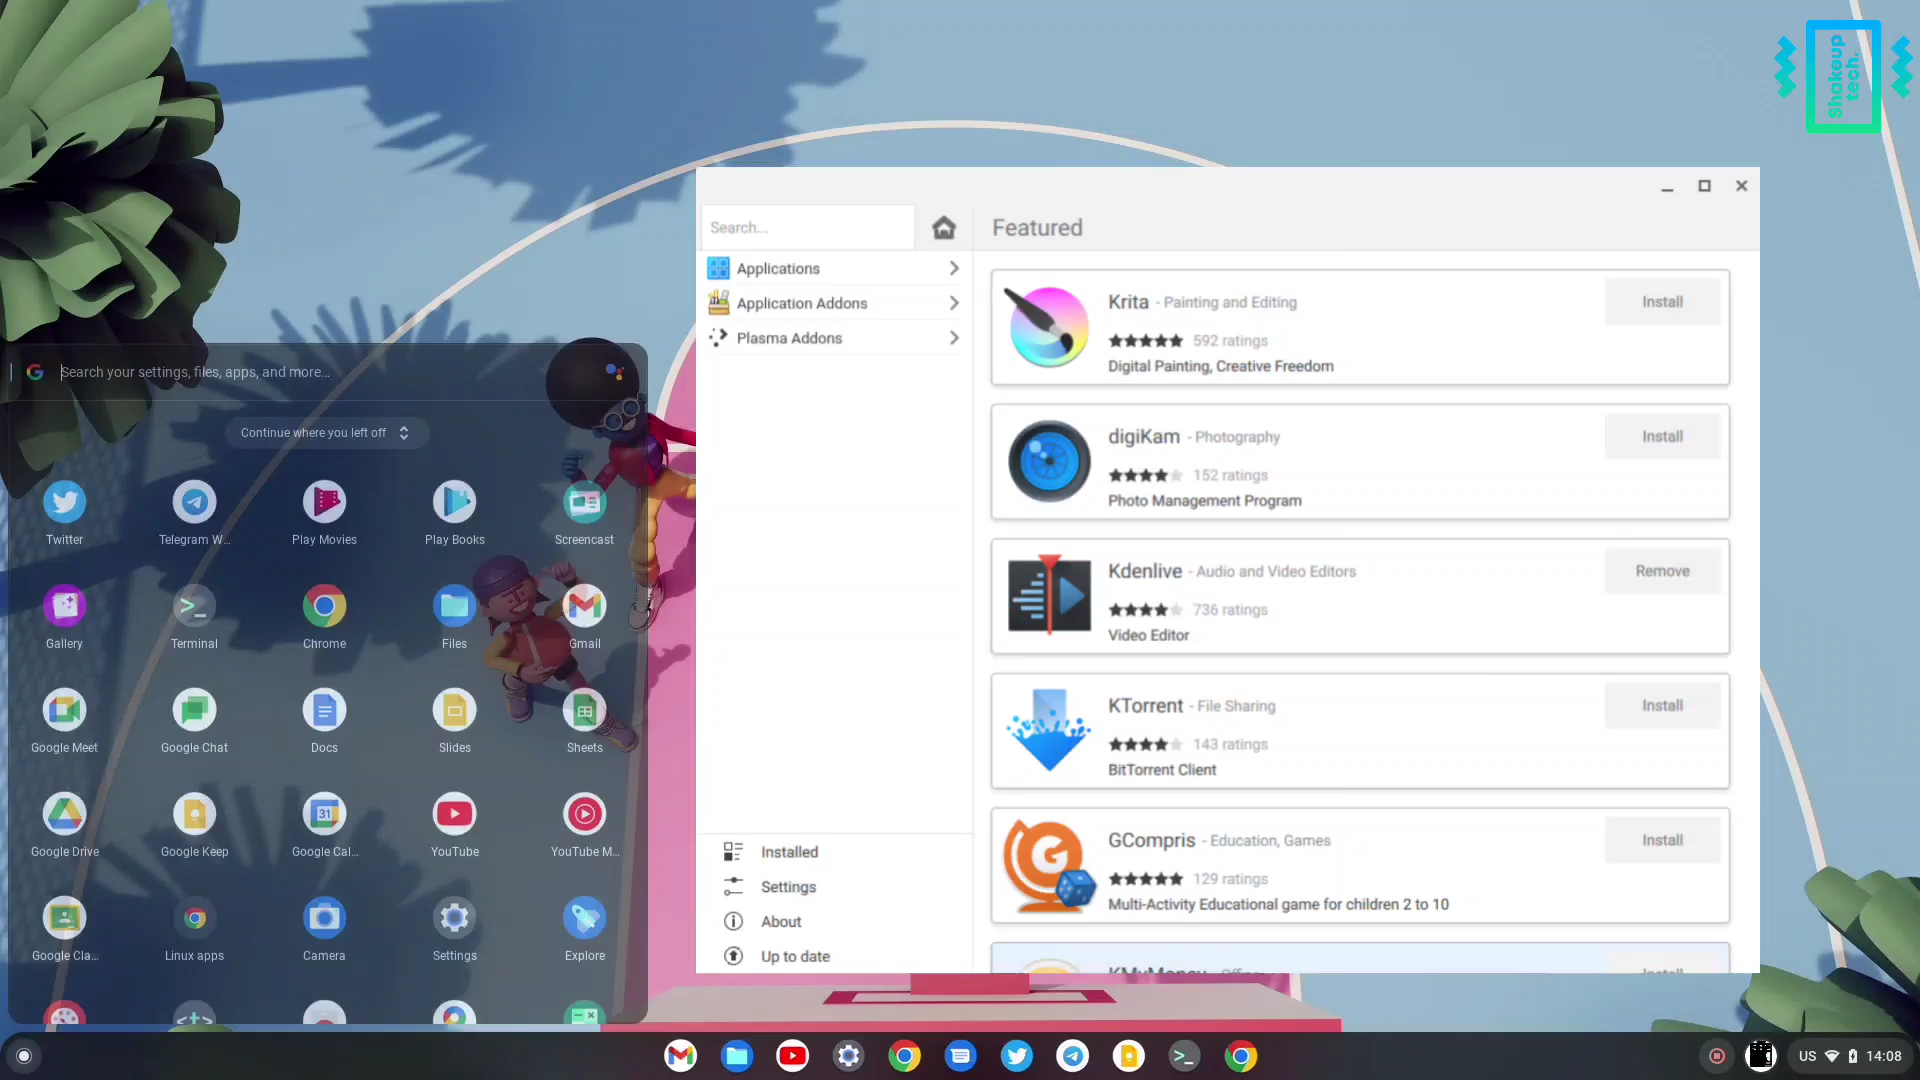 Shakeup
tech.
Search...
Featured
Applications
Application Addons
Plasma Addons
Krita - Painting and Editing
Install
592 ratings
Digital Painting, Creative Freedom
digiKam - Photography
Install
152 ratings
Photo Management Program
Kdenlive - Audio and Video Editors
Remove
736 ratings
Video Editor
KTorrent - File Sharing
Install
143 ratings
BitTorrent Client
GCompris - Education, Games
Install
129 ratings
Multi-Activity Educational game for children 2 to 10
Installed
Settings
About
Up to date
Search your settings, files, apps, and more...
Continue where you left off
Twitter
Telegram W...
Play Movies
Play Books
Screencast
Gallery
Terminal
Chrome
Files
Gmail
Google Meet
Google Chat
Docs
Slides
Sheets
31
Google Drive
Google Keep
Google Cal...
YouTube
YouTube M...
Google Cla...
Linux apps
Camera
Settings
Explore
US 14:08